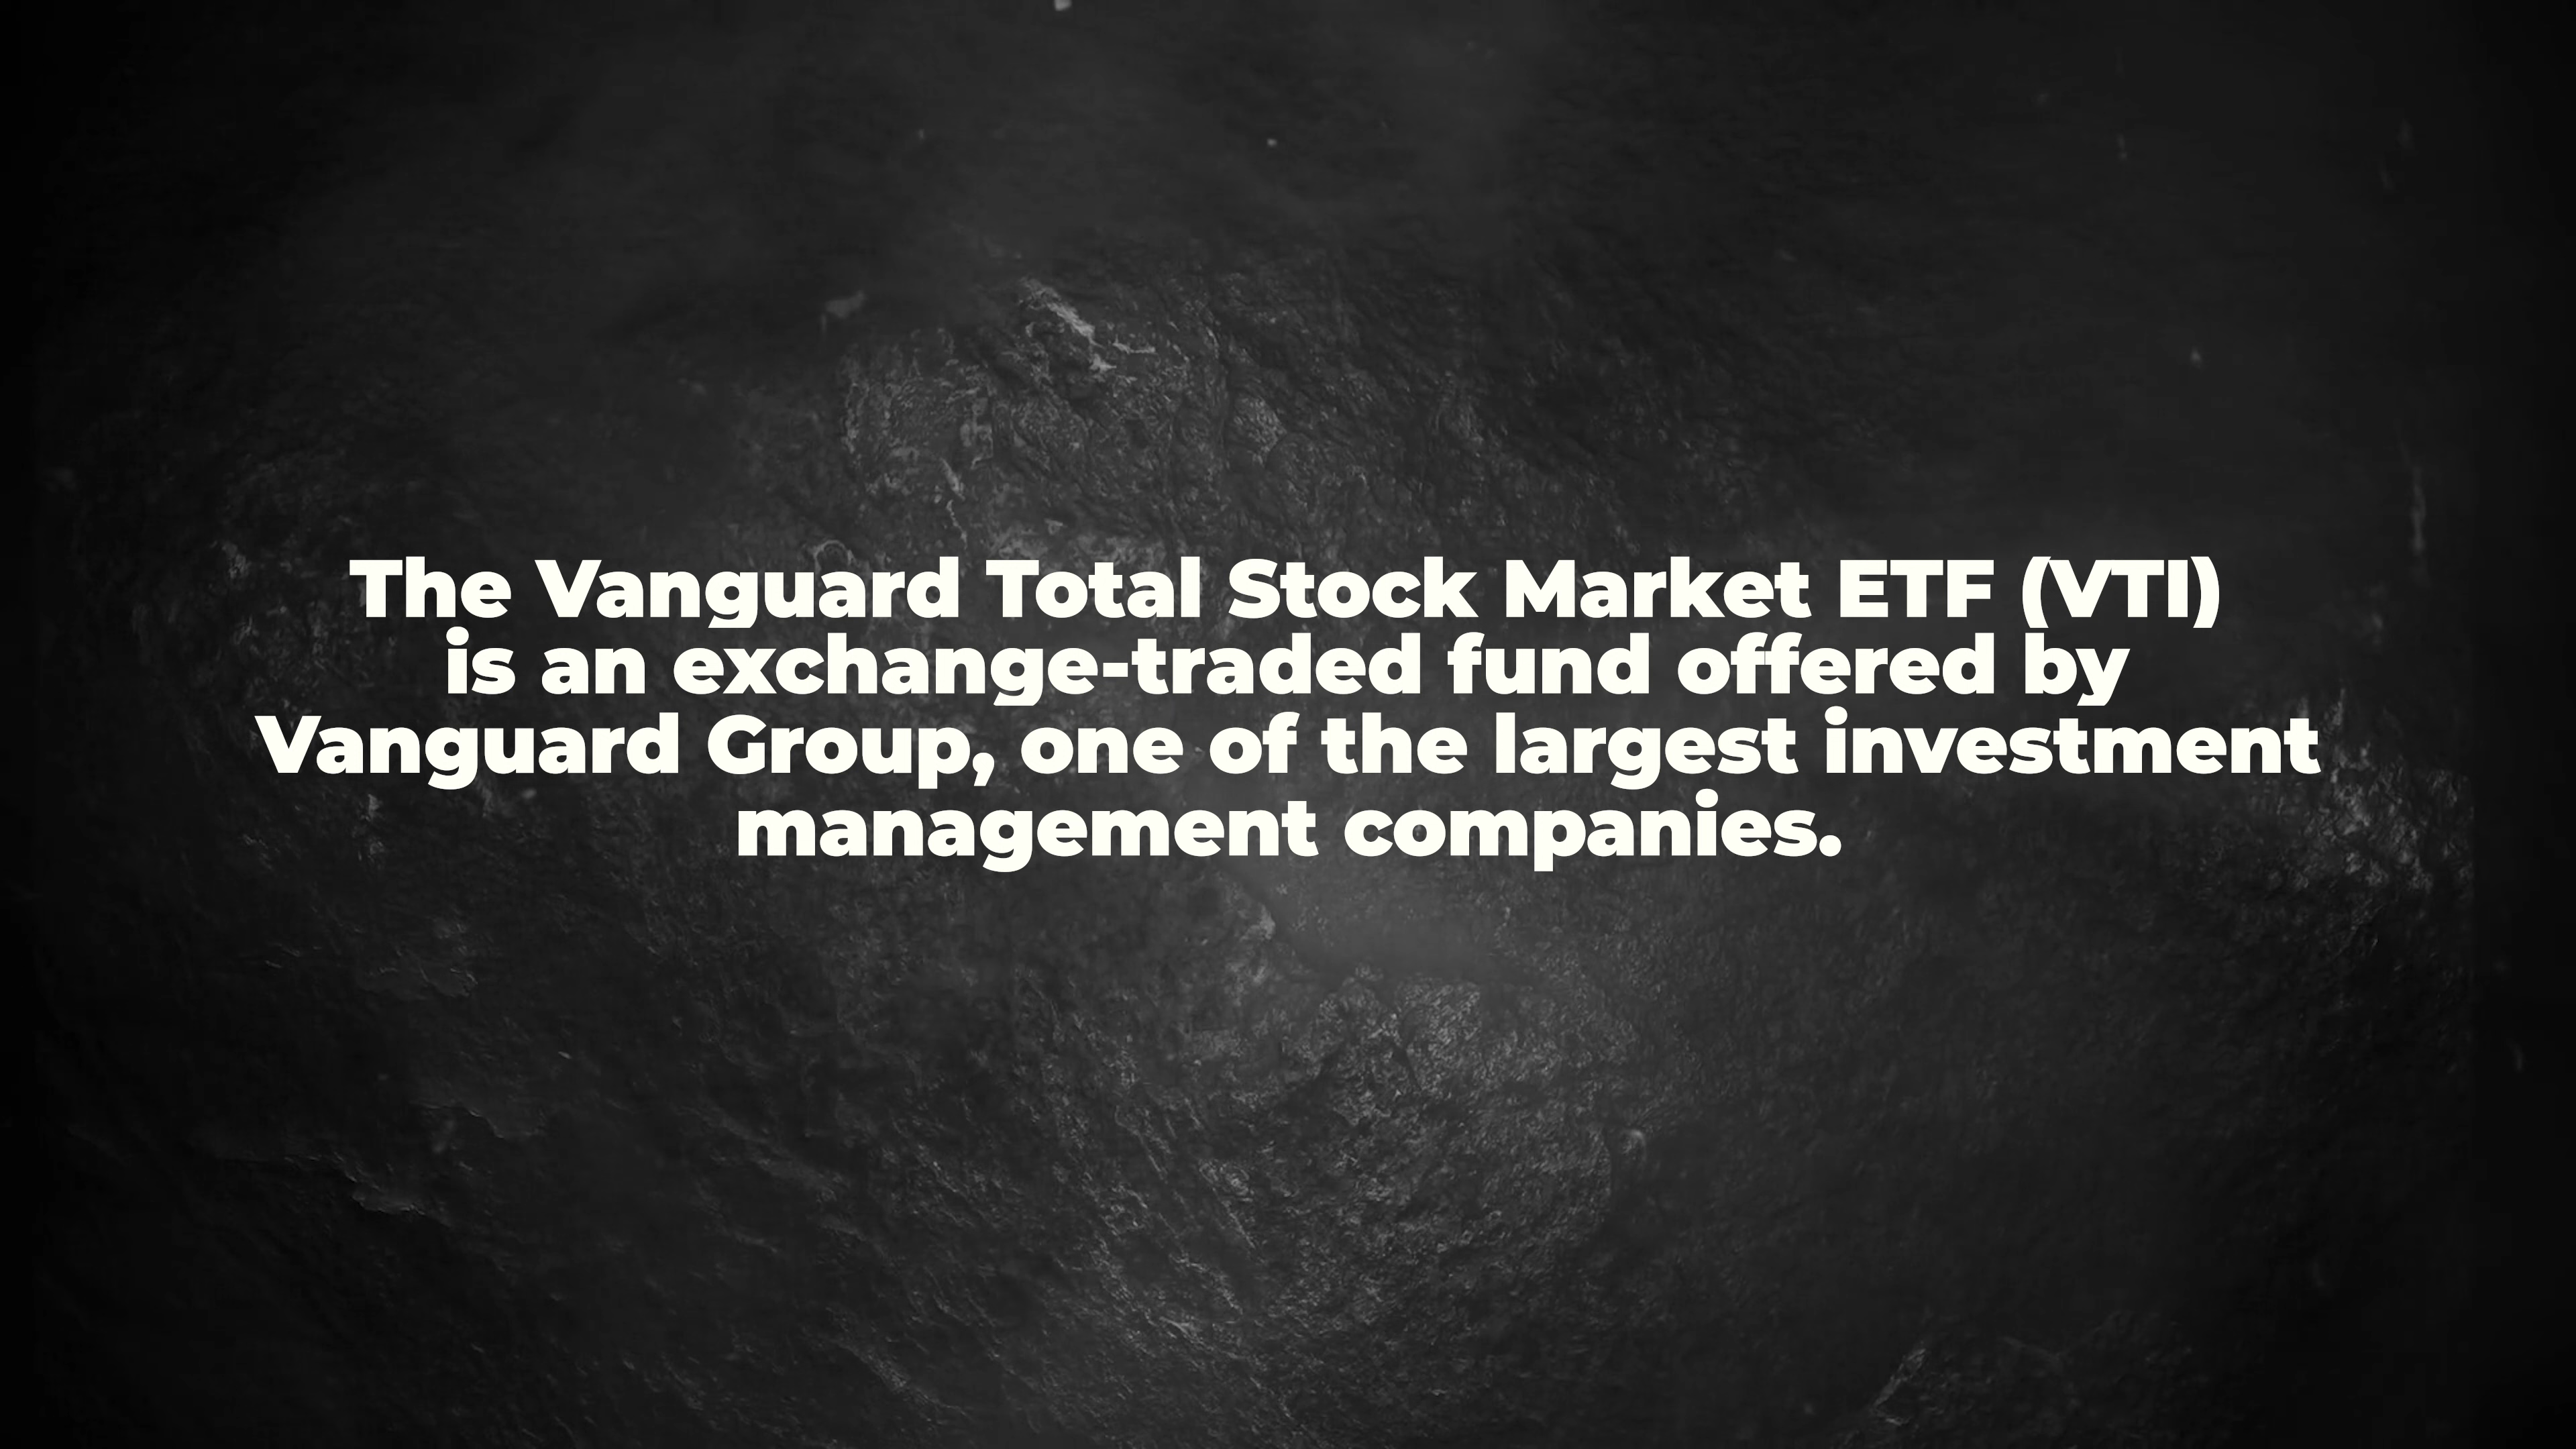 The Vanguard Total Stock Market ETF (VTI)
is an exchange-traded fund offered by
Vanguard Group, one of the largest investment
management companies.